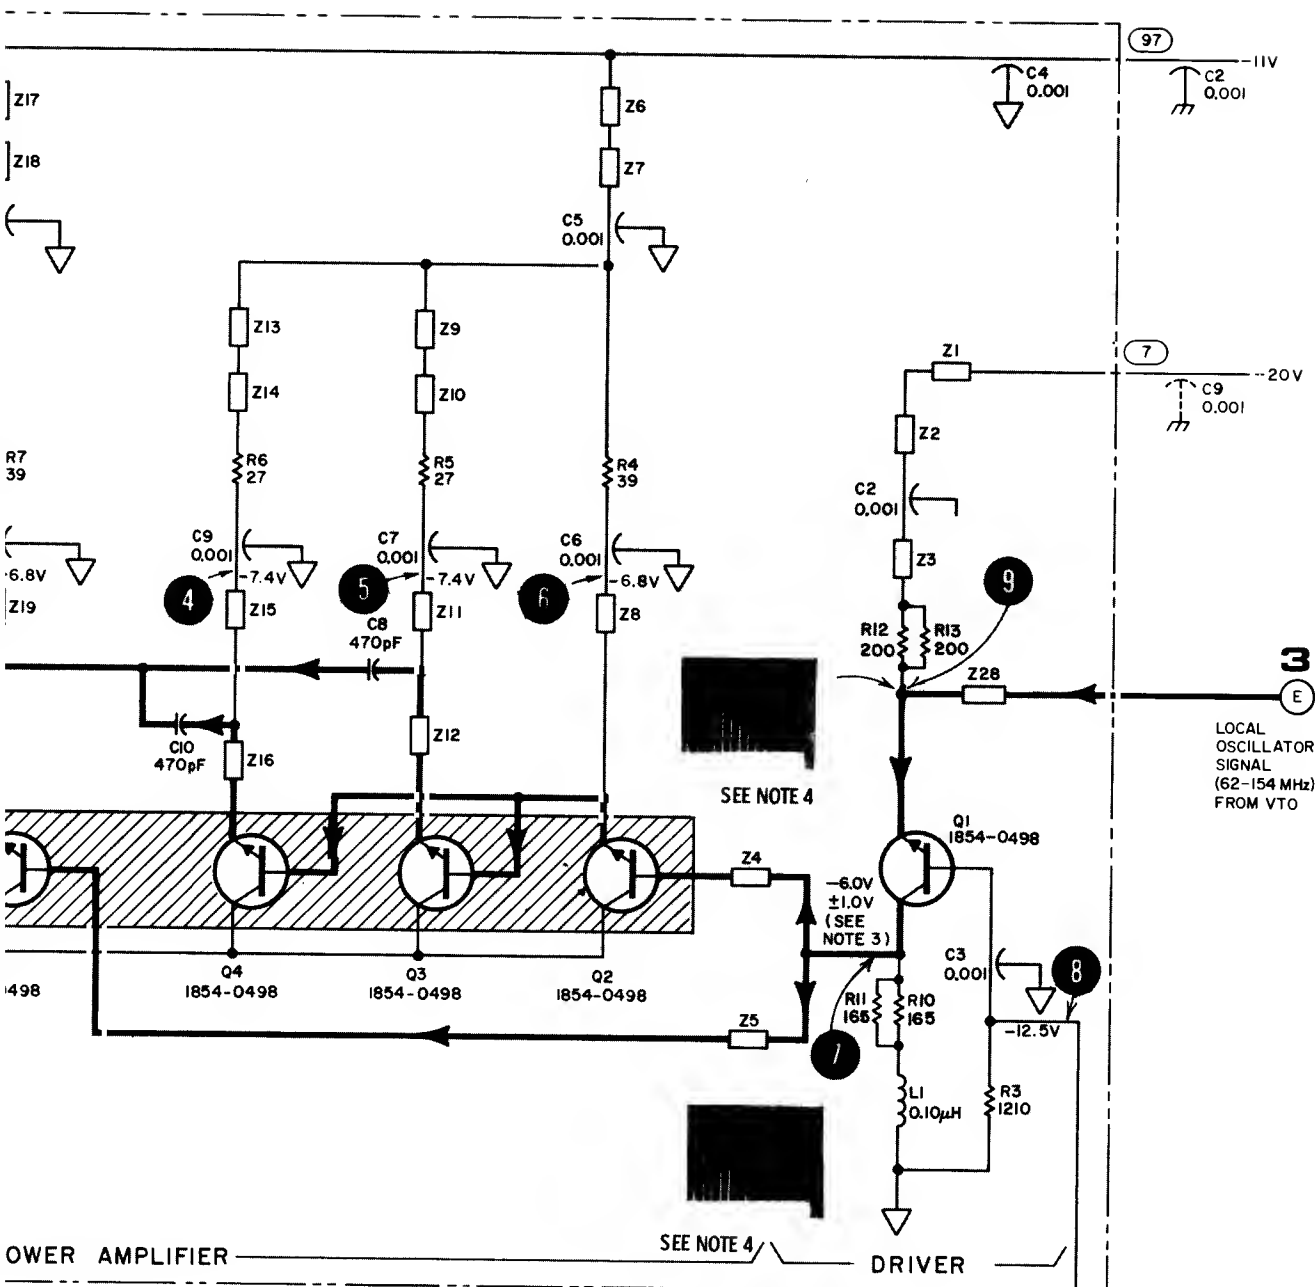 97
-11V
C4
0.001
C2
0.001
Z17
Z6
Z18
Z7
C5
0.001
Z13
Z9
Z1
7
-20V
C9
0.001
Z14
Z10
Z2
R7
39
R6
27
R5
27
R4
39
C2
0.001
C9
0.001
C7
0.001
C6
0.001
Z3
-6.8V
4
-7.4V
5
-7.4V
6
-6.8V
9
Z19
Z15
Z11
Z8
C8
470pF
R12
200
R13
200
Z28
3
E
LOCAL
OSCILLATOR
SIGNAL
(62-154 MHz)
FROM VTO
C10
470pF
Z16
Z12
SEE NOTE 4
Q1
1854-0498
Z4
-6.0V
±1.0V
(SEE
NOTE 3)
C3
0.001
8
-12.5V
Q4
1854-0498
Q3
1854-0498
Q2
1854-0498
Z5
R11
165
R10
165
7
L1
0.10µH
R3
1210
SEE NOTE 4
OWER AMPLIFIER
DRIVER